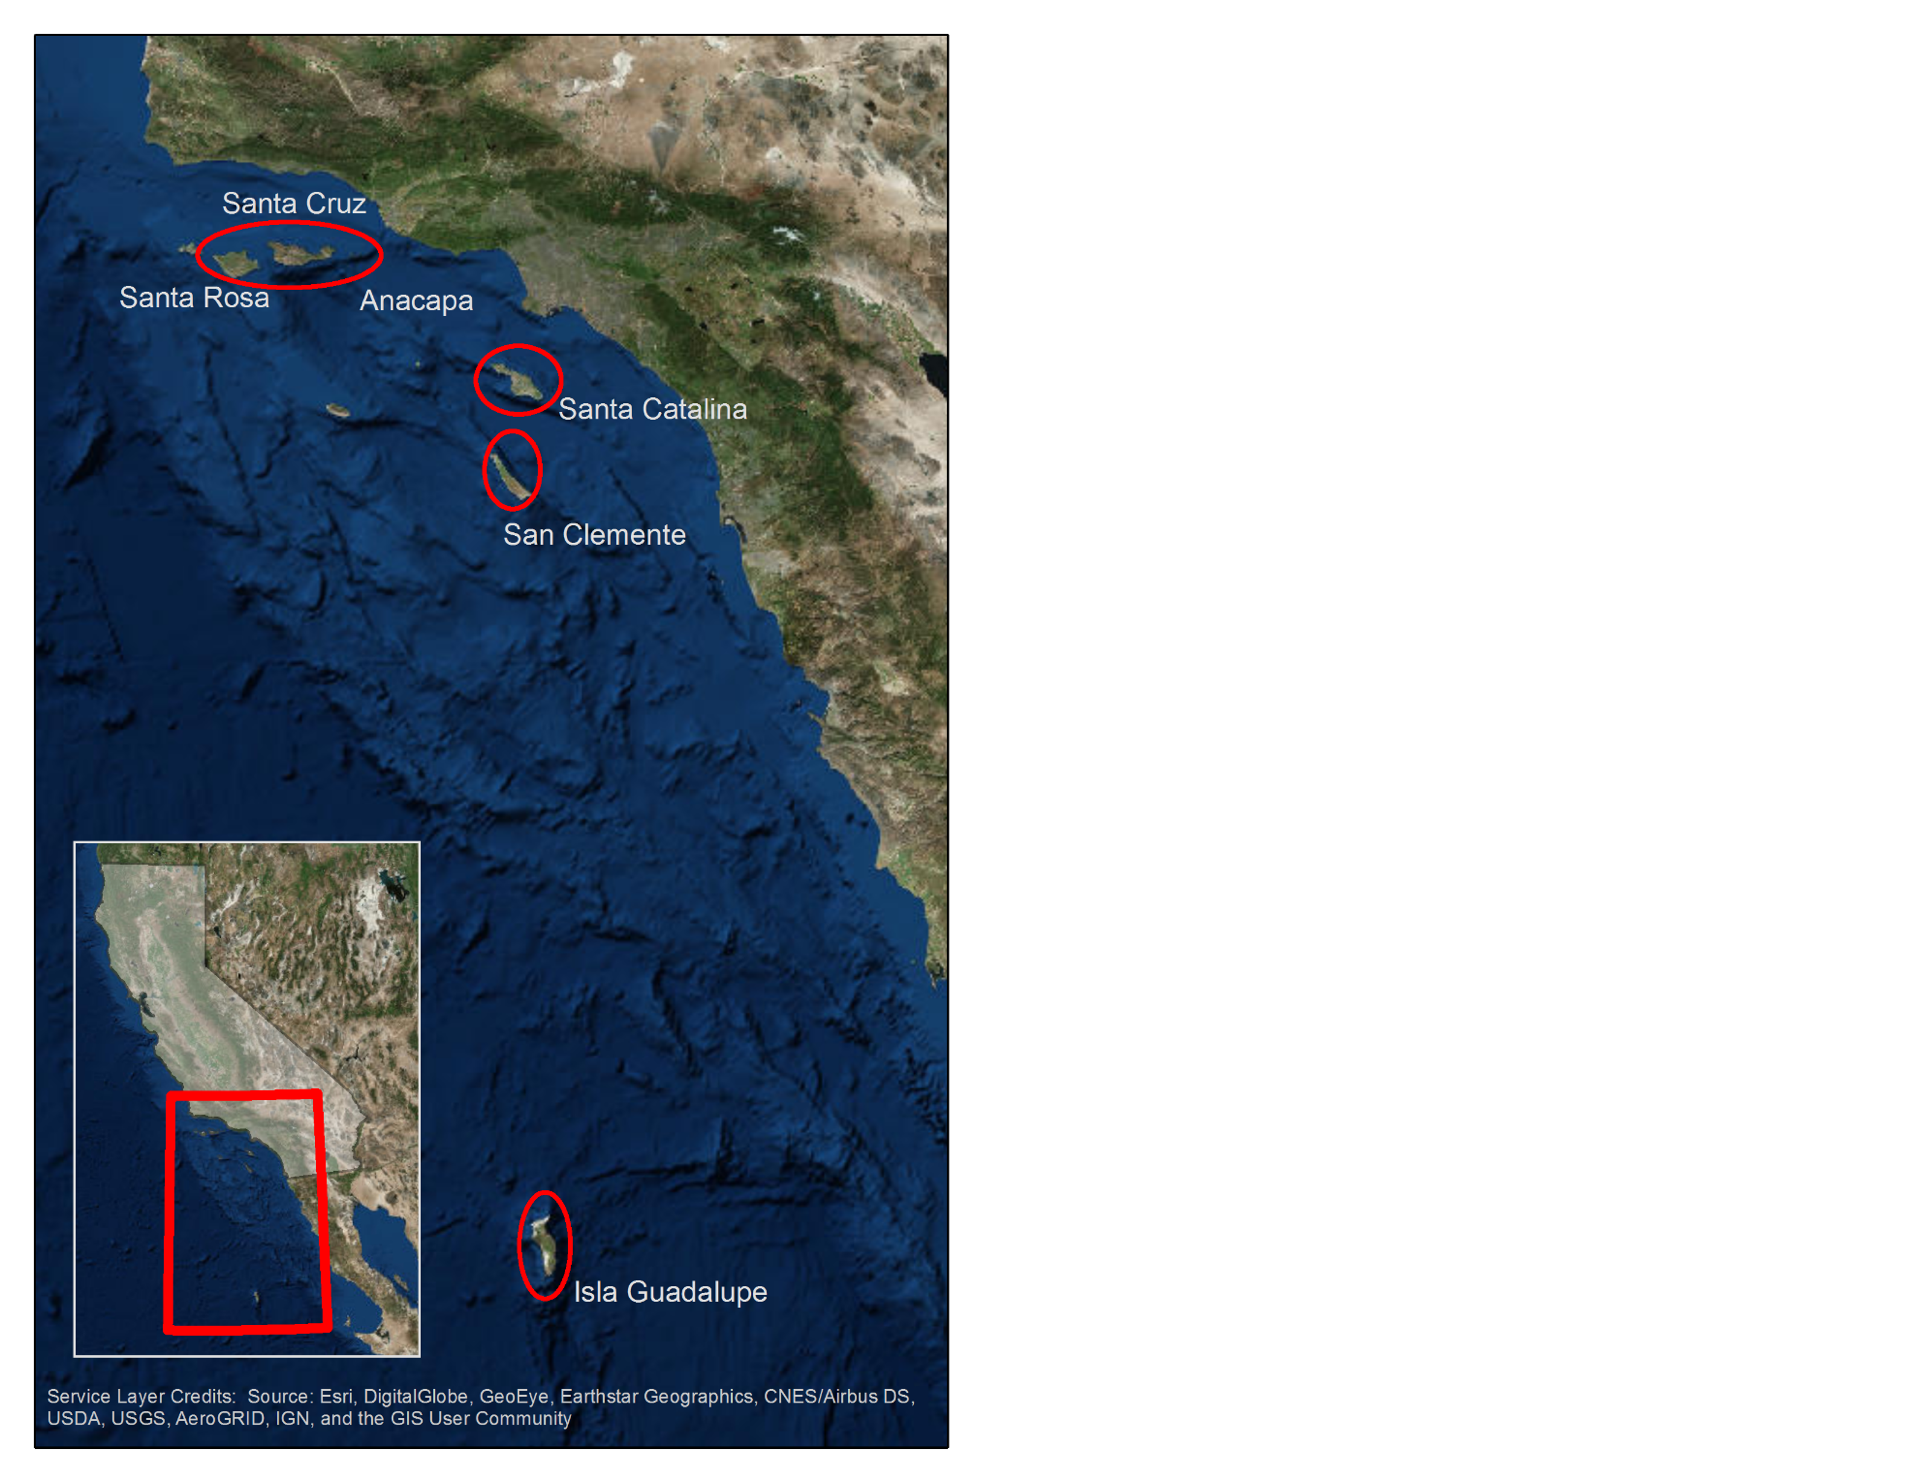 Santa Cruz
Santa Rosa
Anacapa
Santa Catalina
San Clemente
Isla Guadalupe
Service Layer Credits: Source: Esri, DigitalGlobe, GeoEye, Earthstar Geographics, CNES/Airbus DS,
USDA, USGS, AeroGRID, IGN, and the GIS User Community